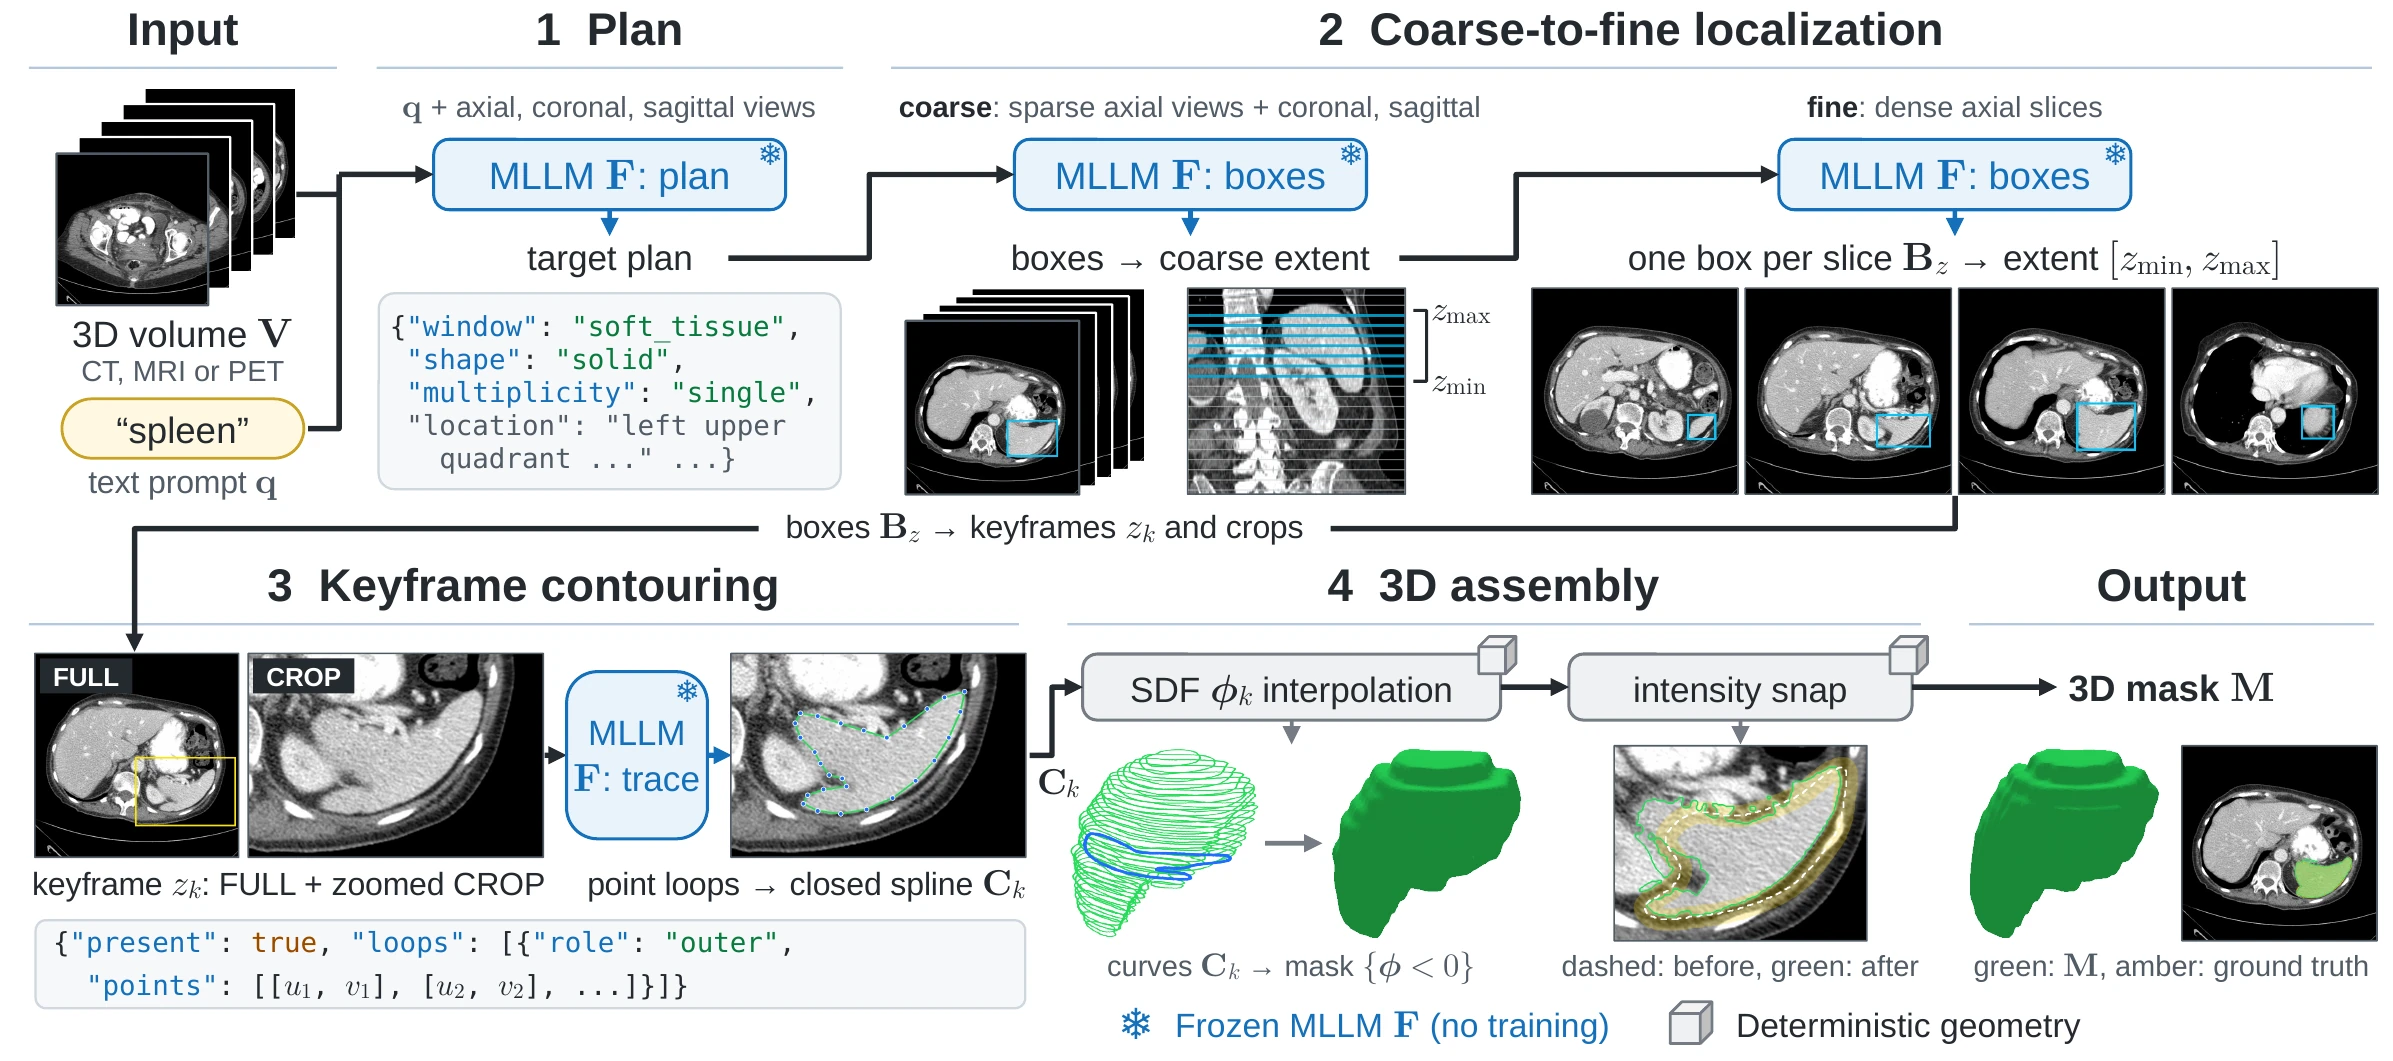 Input
1 Plan
2 Coarse-to-fine localization
q + axial, coronal, sagittal views
coarse: sparse axial views + coronal, sagittal
fine: dense axial slices
MLLM F: plan
MLLM F: boxes
MLLM F: boxes
target plan
boxes → coarse extent
one box per slice B_z → extent [z_min, z_max]
3D volume V
CT, MRI or PET
“spleen”
text prompt q
{"window": "soft_tissue",
"shape": "solid",
"multiplicity": "single",
"location": "left upper
quadrant ..." ...}
z_max
z_min
boxes B_z → keyframes z_k and crops
3 Keyframe contouring
4 3D assembly
Output
FULL
CROP
MLLM
F: trace
C_k
SDF ϕ_k interpolation
intensity snap
3D mask M
keyframe z_k: FULL + zoomed CROP
point loops → closed spline C_k
{"present": true, "loops": [{"role": "outer",
"points": [[u_1, v_1], [u_2, v_2], ...]}]}
curves C_k → mask {ϕ < 0}
dashed: before, green: after
green: M, amber: ground truth
Frozen MLLM F (no training)
Deterministic geometry